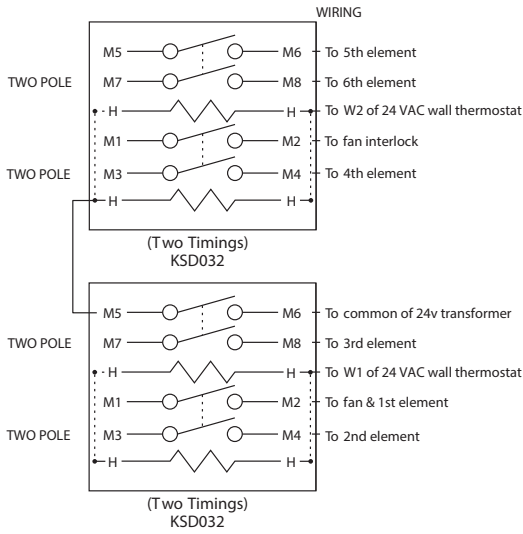 WIRING
M5 M6 To 5th element
TWO POLE M7 M8 To 6th element
H H To W2 of 24 VAC wall thermostat
M1 M2 To fan interlock
TWO POLE M3 M4 To 4th element
H H
(Two Timings)
KSD032
M5 M6 To common of 24v transformer
TWO POLE M7 M8 To 3rd element
H H To W1 of 24 VAC wall thermostat
M1 M2 To fan & 1st element
TWO POLE M3 M4 To 2nd element
H H
(Two Timings)
KSD032